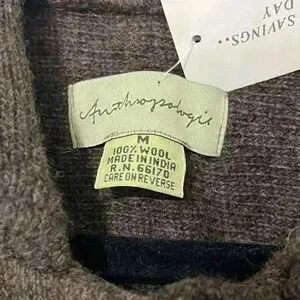 SAVINGS..
DAY
Anthropologie
M
100% WOOL
MADE IN INDIA
R.N. 66170
CARE ON REVERSE